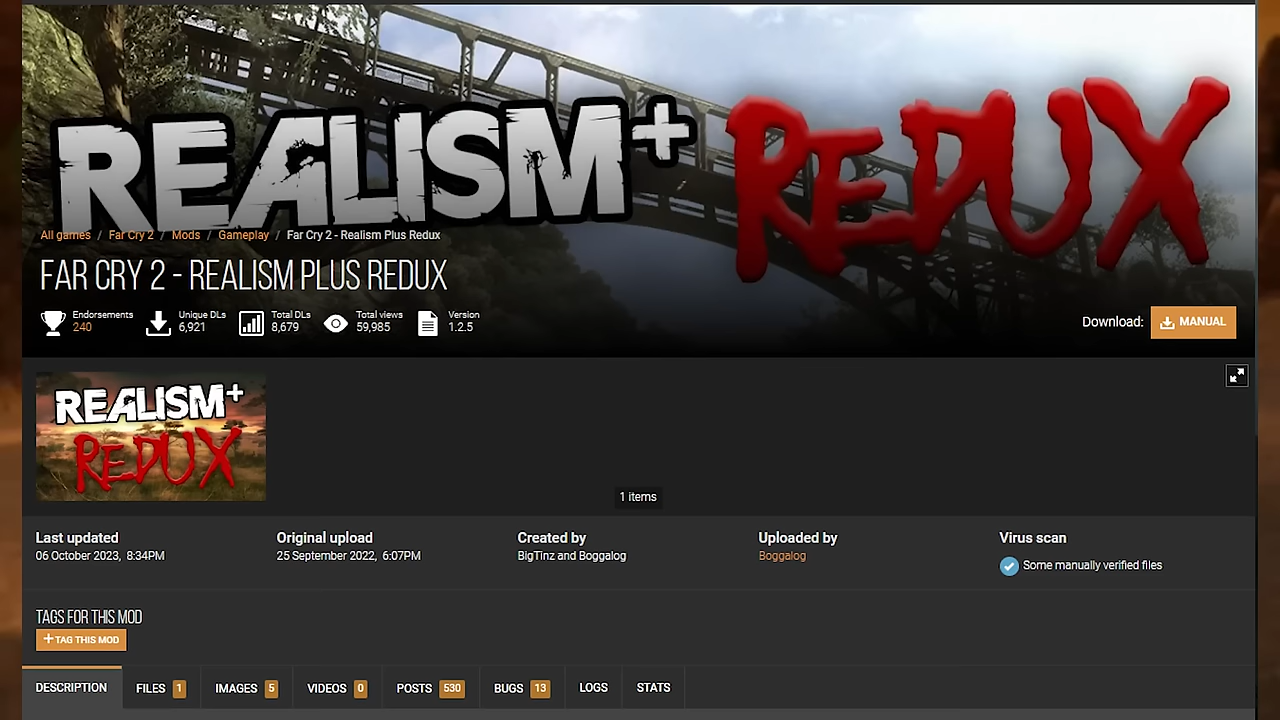 REALISM+ REDUX
All games / Far Cry 2 / Mods / Gameplay / Far Cry 2 - Realism Plus Redux
FAR CRY 2 - REALISM PLUS REDUX
Endorsements
240
Unique DLs
6,921
Total DLs
8,679
Total views
59,985
Version
1.2.5
Download: MANUAL
REALISM+
REDUX
1 items
Last updated
06 October 2023, 8:34PM
Original upload
25 September 2022, 6:07PM
Created by
BigTinz and Boggalog
Uploaded by
Boggalog
Virus scan
Some manually verified files
TAGS FOR THIS MOD
+ TAG THIS MOD
DESCRIPTION FILES 1 IMAGES 5 VIDEOS 0 POSTS 530 BUGS 13 LOGS STATS